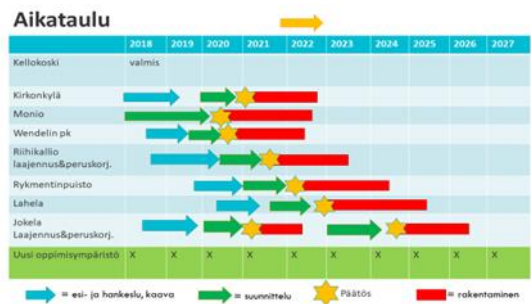 Aikataulu
2018 2019 2020 2021 2022 2023 2024 2025 2026 2027
Kellokoski valmis
Kirkonkylä
Monio
Wendelin pk
Riihikallio
laajennus&peruskorj.
Rykmentinpuisto
Lahela
Jokela
Laajennus&peruskorj.
Uusi oppimisympäristö X X X X X X X X X X
= esi- ja hankeslu, kaava = suunnittelu Päätös = rakentaminen